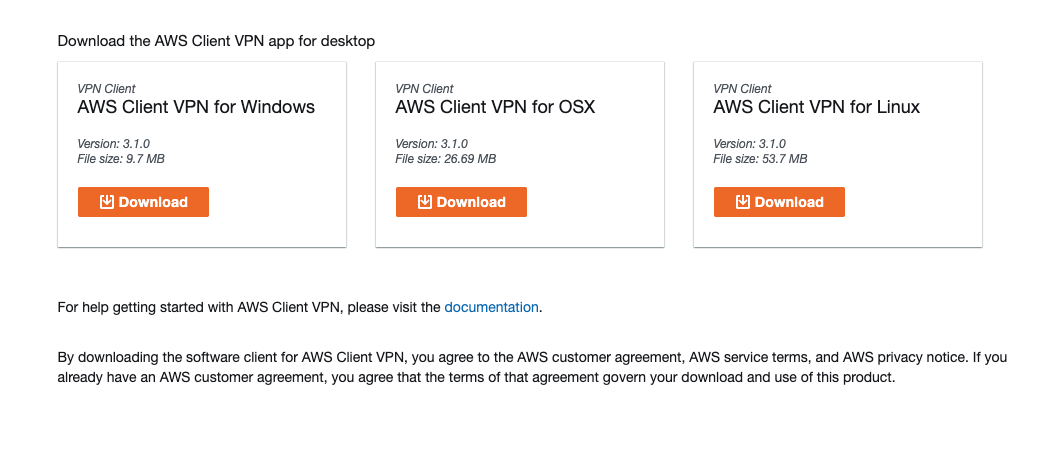 Download the AWS Client VPN app for desktop
VPN Client
AWS Client VPN for Windows
Version: 3.1.0
File size: 9.7 MB
Download
VPN Client
AWS Client VPN for OSX
Version: 3.1.0
File size: 26.69 MB
Download
VPN Client
AWS Client VPN for Linux
Version: 3.1.0
File size: 53.7 MB
Download
For help getting started with AWS Client VPN, please visit the documentation.
By downloading the software client for AWS Client VPN, you agree to the AWS customer agreement, AWS service terms, and AWS privacy notice. If you
already have an AWS customer agreement, you agree that the terms of that agreement govern your download and use of this product.